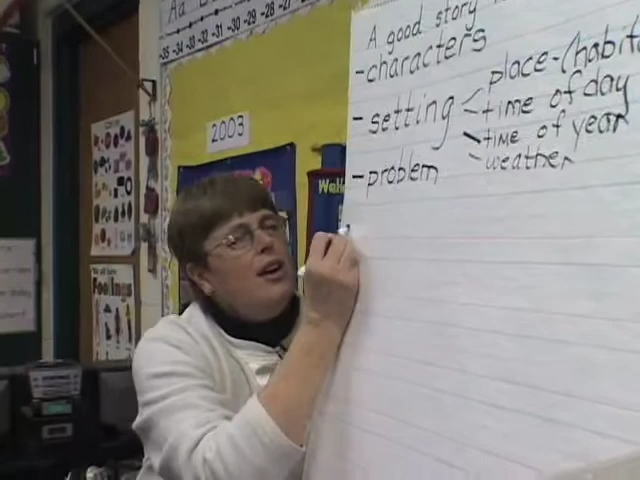 Aa
-35 -34 -33 -32 -31 -30 -29 -28 -27
A good story
-characters
-setting < place-(habit
-time of day
-time of year
-weather
-problem
2003
Feelings